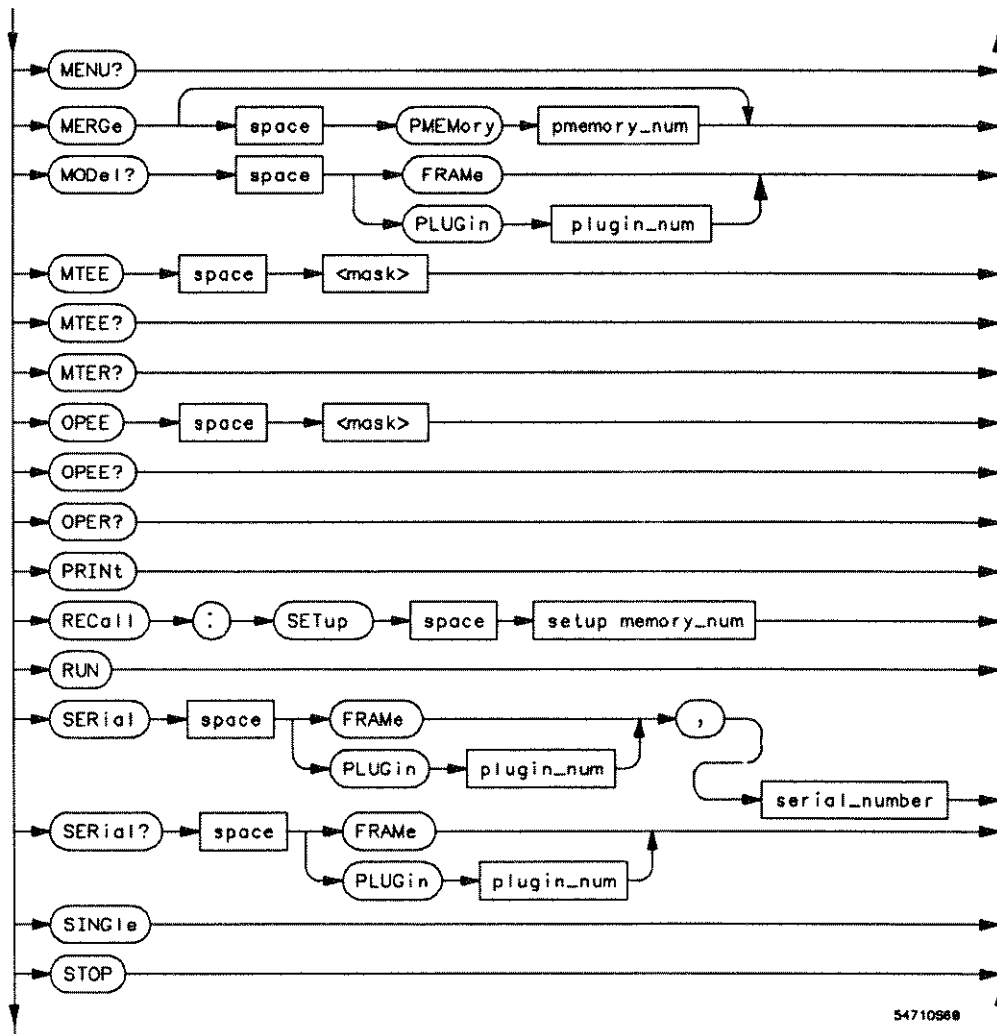 MENU?
MERGe space PMEMory pmemory_num
MODel? space FRAMe
PLUGin plugin_num
MTEE space <mask>
MTEE?
MTER?
OPEE space <mask>
OPEE?
OPER?
PRINt
RECall : SETup space setup memory_num
RUN
SERial space FRAMe ,
PLUGin plugin_num
serial_number
SERial? space FRAMe
PLUGin plugin_num
SINGle
STOP
54710S68